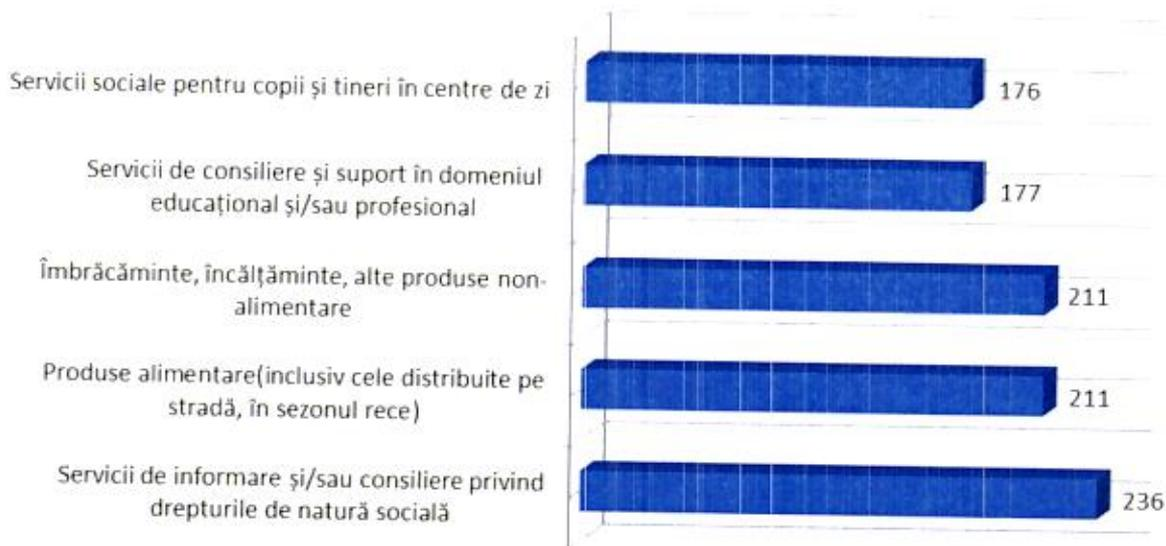 Servicii sociale pentru copii și tineri în centre de zi
176
Servicii de consiliere și suport în domeniul
educațional și/sau profesional
177
Îmbrăcăminte, încălțăminte, alte produse non-
alimentare
211
Produse alimentare(inclusiv cele distribuite pe
stradă, în sezonul rece)
211
Servicii de informare și/sau consiliere privind
drepturile de natură socială
236